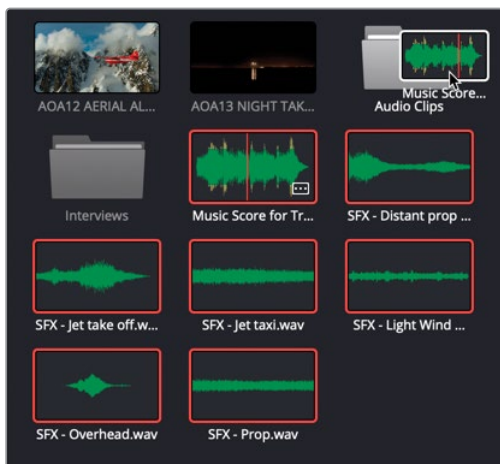 AOA12 AERIAL AL...
AOA13 NIGHT TAK...
Music Score...
Audio Clips
Interviews
Music Score for Tr...
SFX - Distant prop ...
SFX - Jet take off.w...
SFX - Jet taxi.wav
SFX - Light Wind ...
SFX - Overhead.wav
SFX - Prop.wav